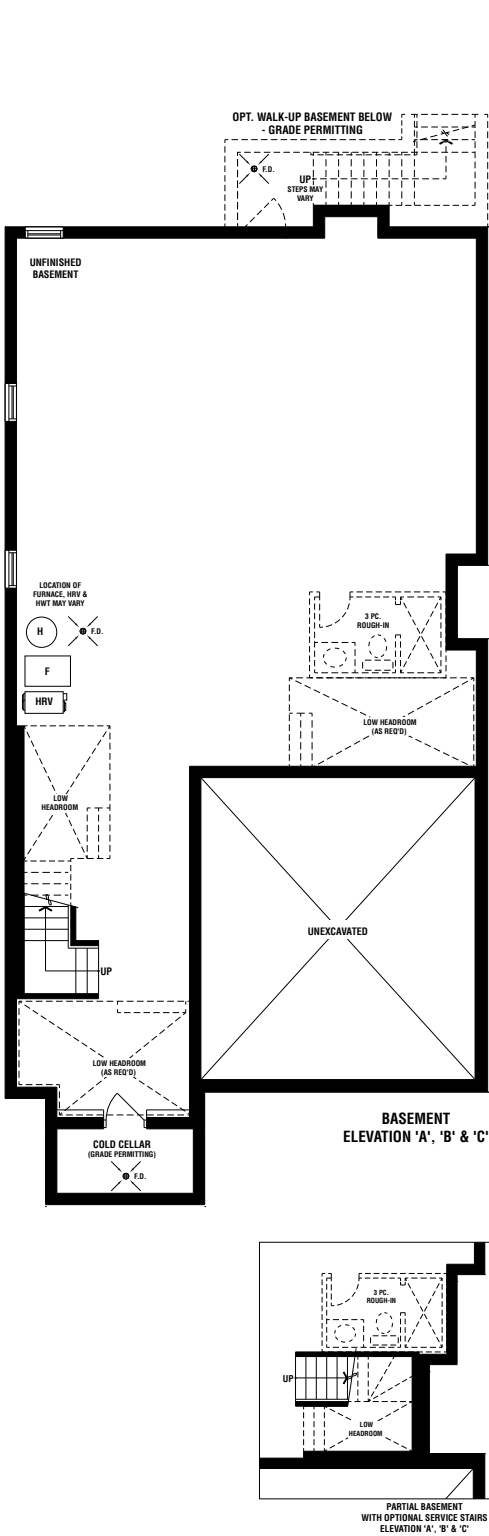 OPT. WALK-UP BASEMENT BELOW
- GRADE PERMITTING
F.D.
UP
STEPS MAY
VARY
UNFINISHED
BASEMENT
LOCATION OF
FURNACE, HRV &
HWT MAY VARY
H
F.D.
F
HRV
3 PC.
ROUGH-IN
LOW HEADROOM
(AS REQ'D)
LOW
HEADROOM
UNEXCAVATED
UP
LOW HEADROOM
(AS REQ'D)
COLD CELLAR
(GRADE PERMITTING)
F.D.
BASEMENT
ELEVATION 'A', 'B' & 'C'
3 PC.
ROUGH-IN
UP
LOW
HEADROOM
PARTIAL BASEMENT
WITH OPTIONAL SERVICE STAIRS
ELEVATION 'A', 'B' & 'C'